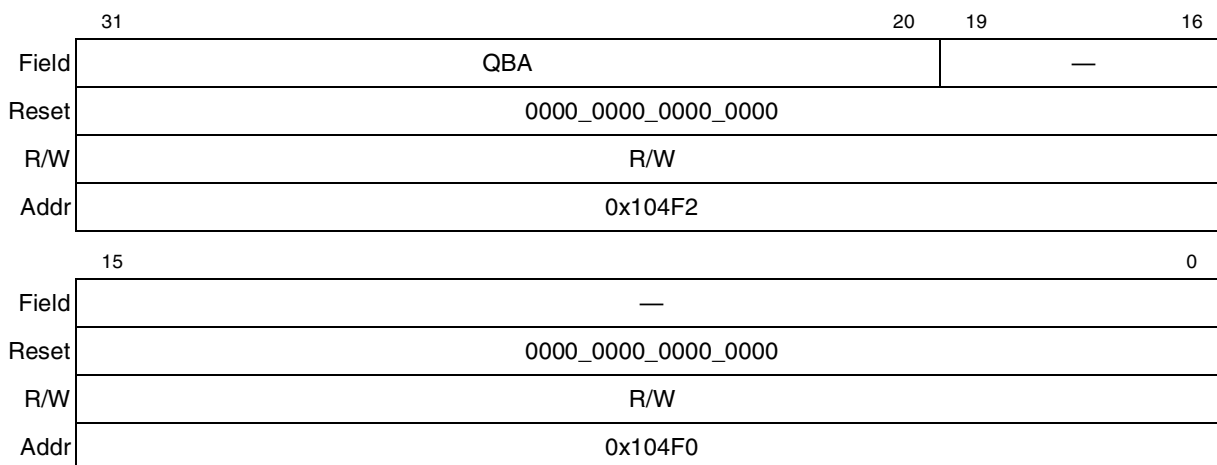 31 20 19 16
Field QBA —
Reset 0000_0000_0000_0000
R/W R/W
Addr 0x104F2
15 0
Field —
Reset 0000_0000_0000_0000
R/W R/W
Addr 0x104F0